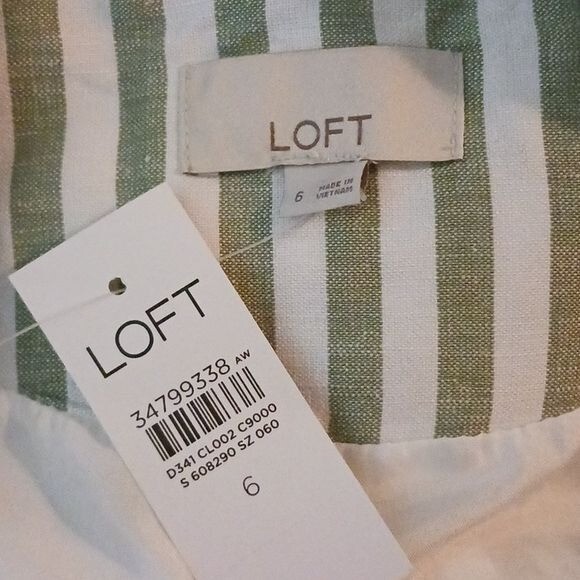 LOFT
6 MADE IN
VIETNAM
LOFT
34799338 AW
D341 CL002 C9000
S 608290 SZ 060
6